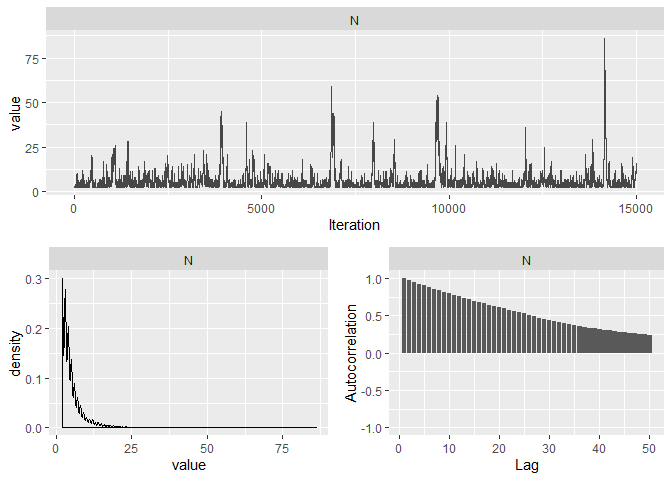 N
75
50
25
0
value
0 5000 10000 15000
Iteration
N
0.3
0.2
0.1
0.0
density
0 25 50 75
value
N
1.0
0.5
0.0
-0.5
-1.0
Autocorrelation
0 10 20 30 40 50
Lag